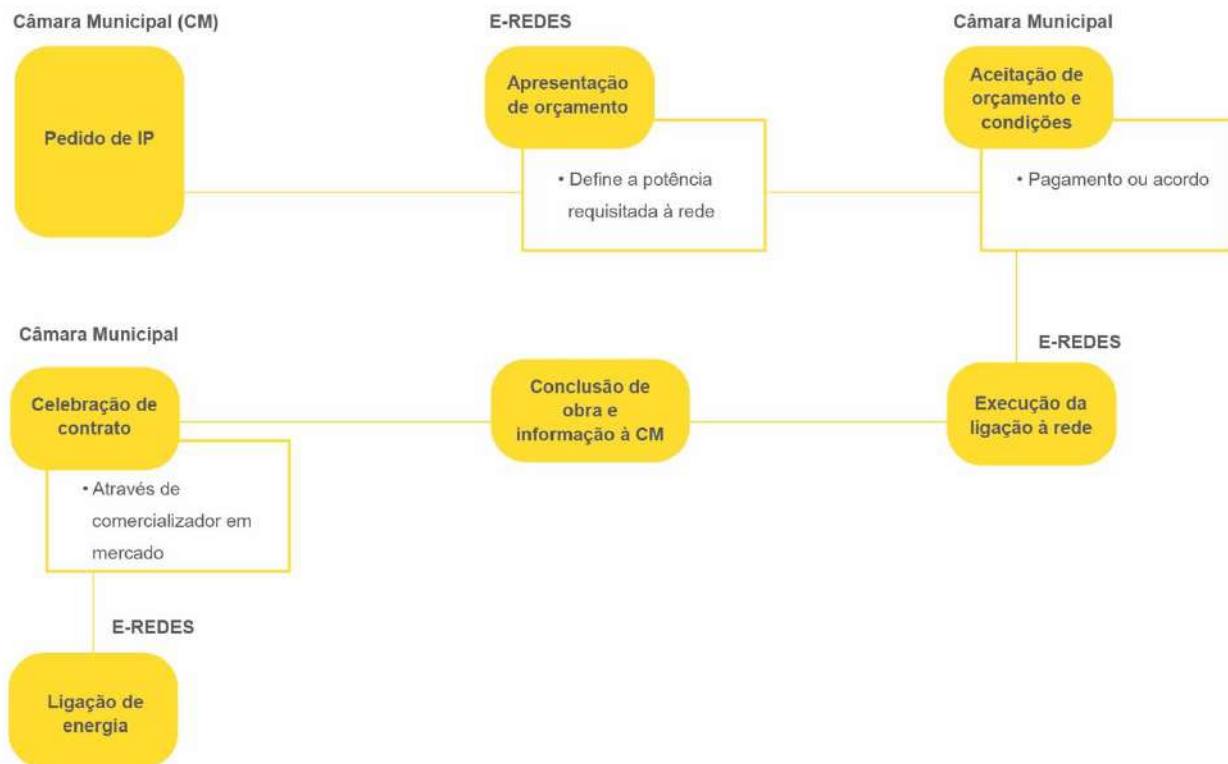 Câmara Municipal (CM)
Pedido de IP
E-REDES
Apresentação
de orçamento
• Define a potência
requisitada à rede
Câmara Municipal
Aceitação de
orçamento e
condições
• Pagamento ou acordo
E-REDES
Execução da
ligação à rede
Conclusão de
obra e
informação à CM
Câmara Municipal
Celebração de
contrato
• Através de
comercializador em
mercado
E-REDES
Ligação de
energia